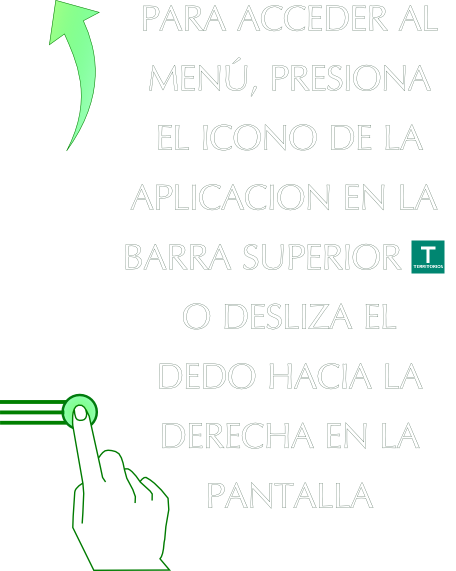 PARA ACCEDER AL
MENÚ, PRESIONA
EL ICONO DE LA
APLICACION EN LA
BARRA SUPERIOR T TERRITORIOS
O DESLIZA EL
DEDO HACIA LA
DERECHA EN LA
PANTALLA